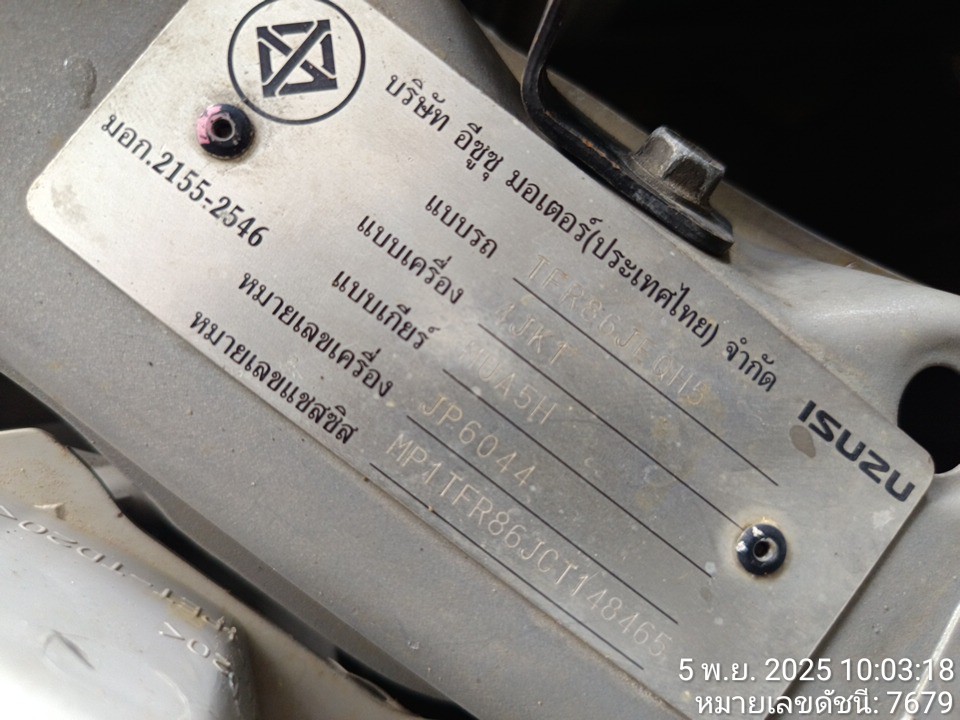 บริษัท อีซูซุ มอเตอร์(ประเทศไทย) จำกัด
มอก.2155-2546
แบบรถ
แบบเครื่อง 4JKT
แบบเกียร์
หมายเลขเครื่อง JP6044
หมายเลขแชสซิส MP1TFR86JCT148465
ISUZU
5 พ.ย. 2025 10:03:18
หมายเลขดัชนี: 7679